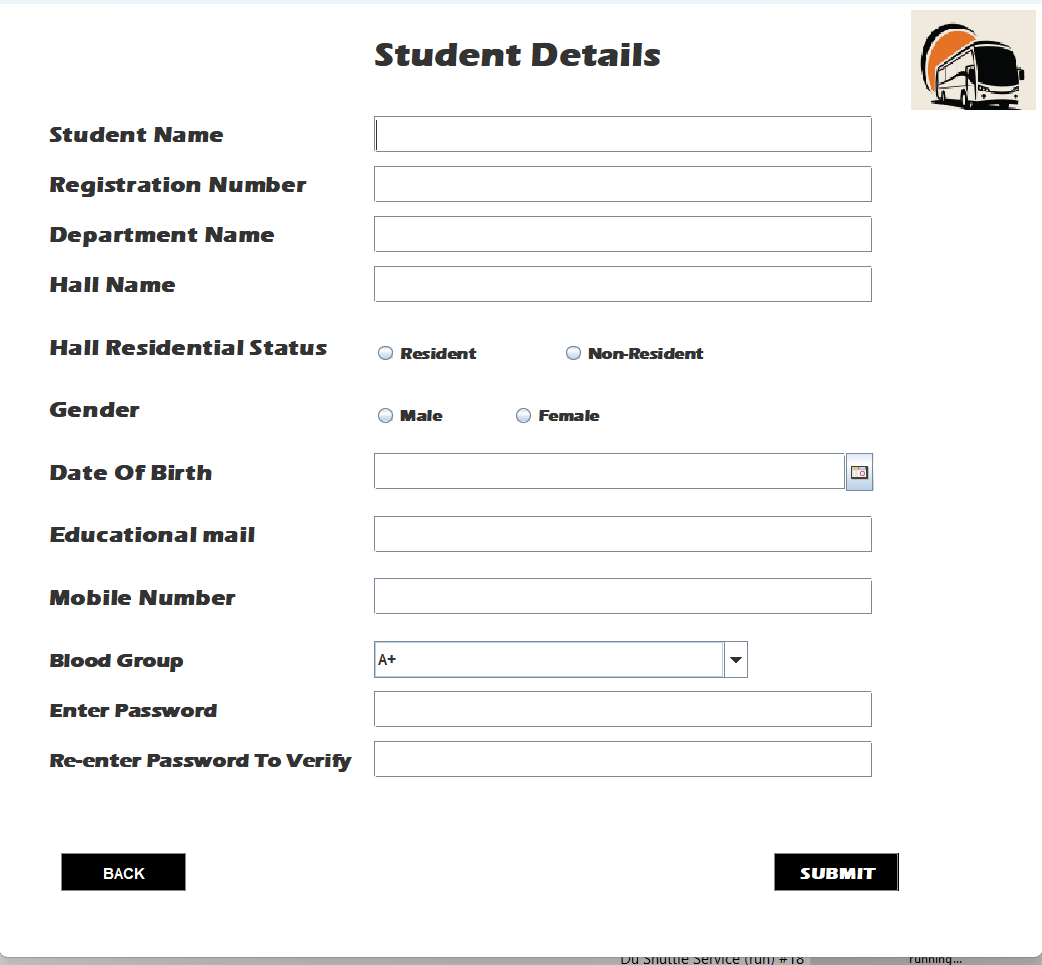 Student Details
Student Name
Registration Number
Department Name
Hall Name
Hall Residential Status Resident Non-Resident
Gender Male Female
Date Of Birth
Educational mail
Mobile Number
Blood Group A+
Enter Password
Re-enter Password To Verify
BACK SUBMIT
Du Shuttle Service (run) #18 running...